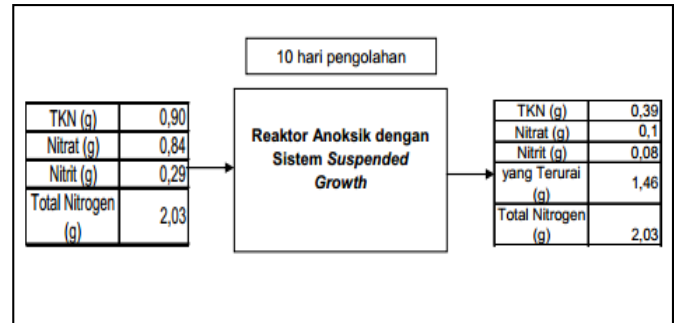 10 hari pengolahan
TKN (g) 0,90
Nitrat (g) 0,84
Nitrit (g) 0,29
Total Nitrogen
(g) 2,03
Reaktor Anoksik dengan
Sistem Suspended
Growth
TKN (g) 0,39
Nitrat (g) 0,1
Nitrit (g) 0,08
yang Terurai
(g) 1,46
Total Nitrogen
(g) 2,03